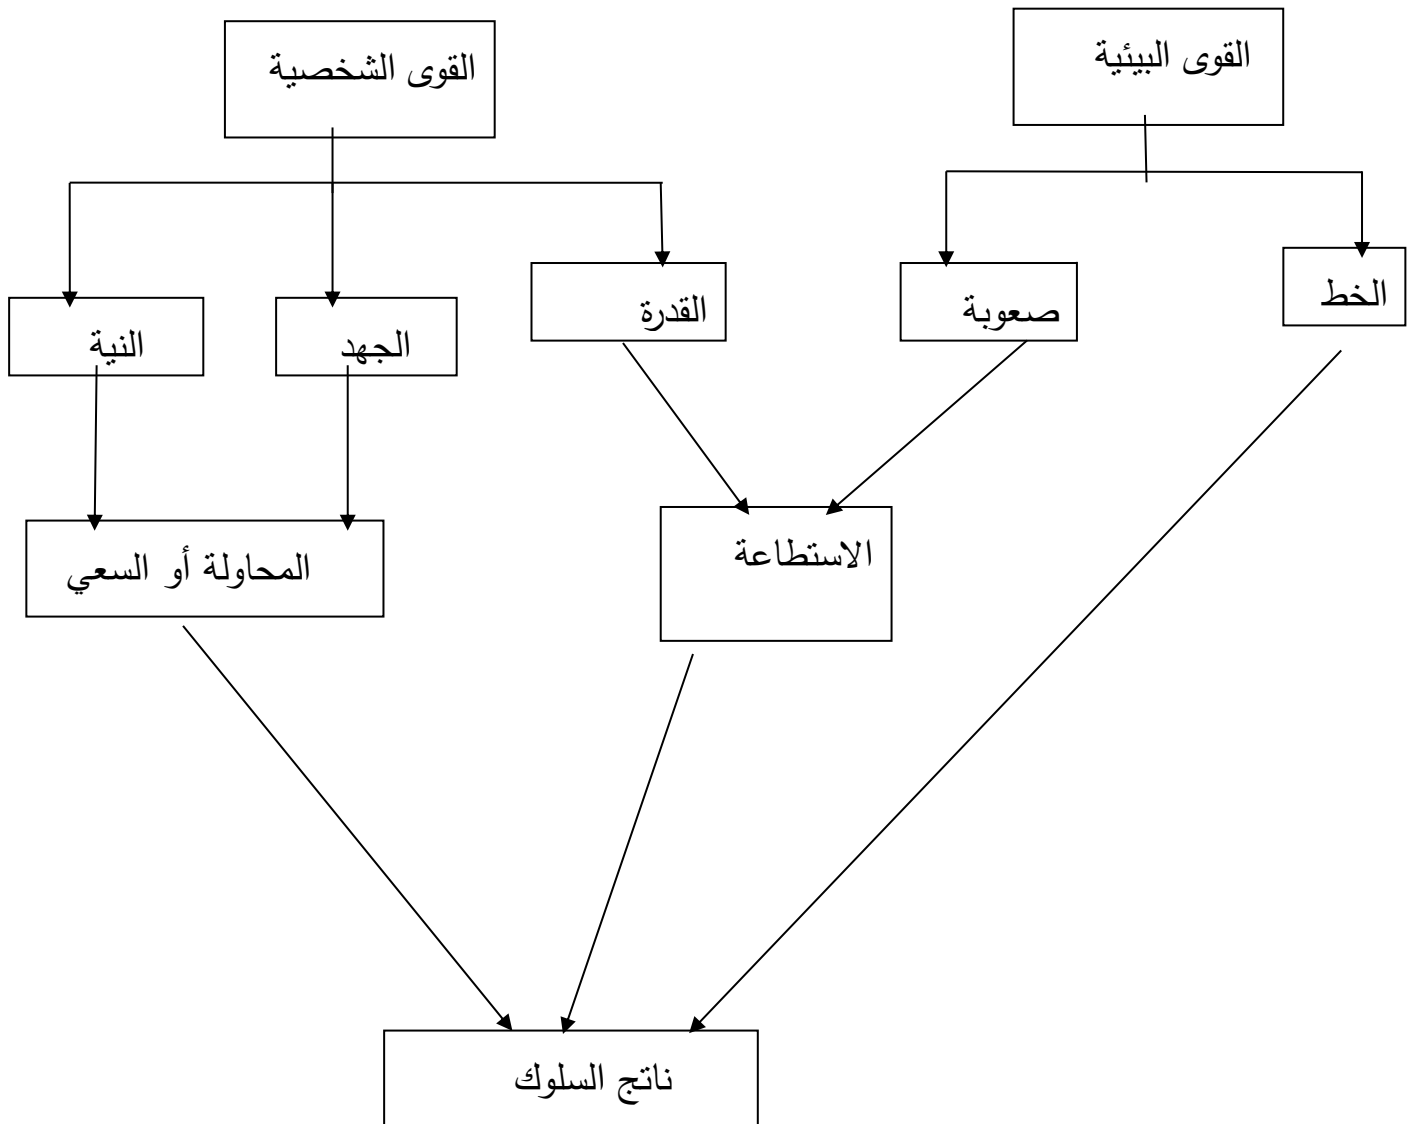 القوى البيئية
القوى الشخصية
الخط
صعوبة
القدرة
الجهد
النية
الاستطاعة
المحاولة أو السعي
ناتج السلوك